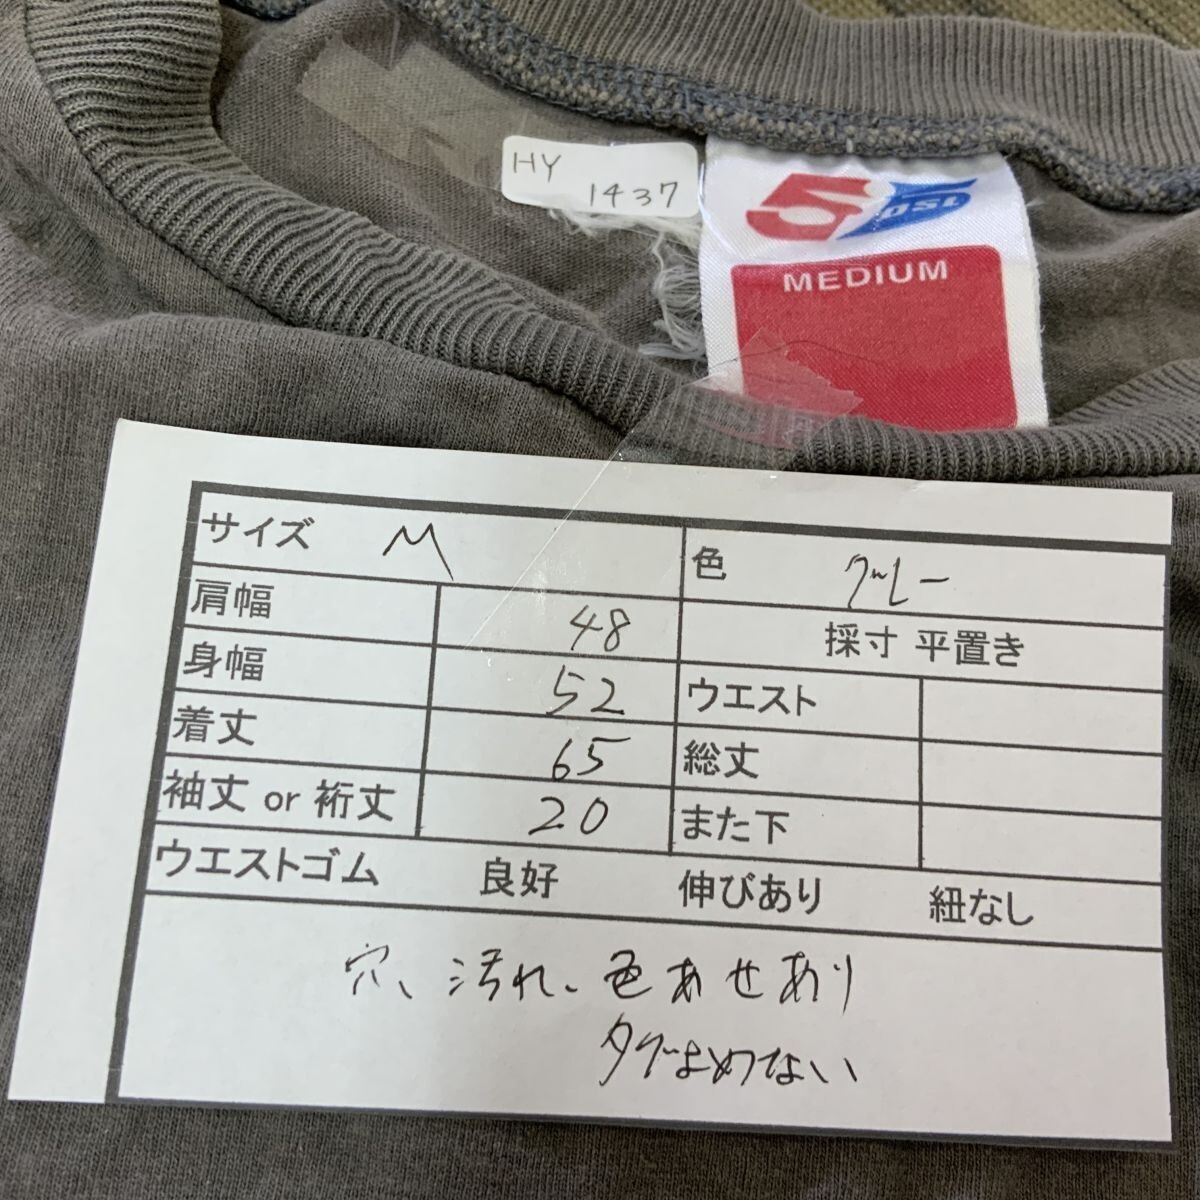 HY
1437
5
DSL
MEDIUM
サイズ M
色 グレー
肩幅 48
採寸 平置き
身幅 52
ウエスト
着丈 65
総丈
袖丈 or 裄丈 20
また下
ウエストゴム 良好 伸びあり 紐なし
穴、汚れ、色あせあり
タグよめない